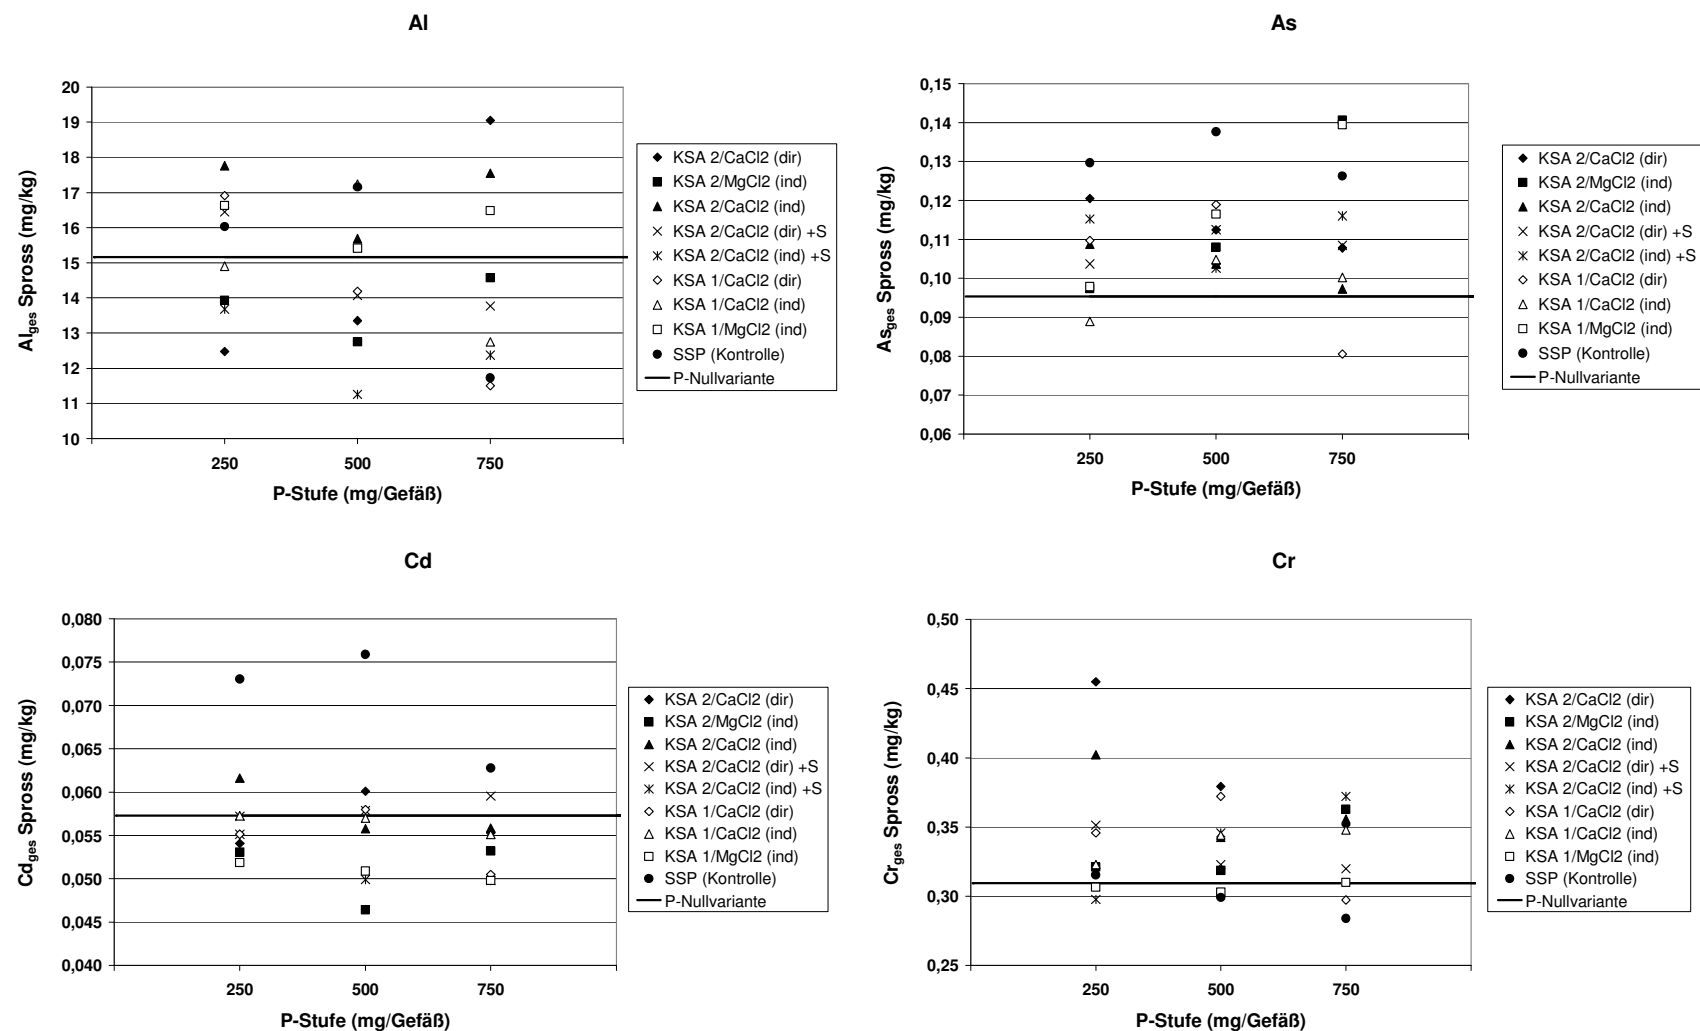 Al
20
19
18
17
16
15
14
13
12
11
10
250 500 750
P-Stufe (mg/Gefäß)
Alges Spross (mg/kg)
KSA 2/CaCl2 (dir)
KSA 2/MgCl2 (ind)
KSA 2/CaCl2 (ind)
KSA 2/CaCl2 (dir) +S
KSA 2/CaCl2 (ind) +S
KSA 1/CaCl2 (dir)
KSA 1/CaCl2 (ind)
KSA 1/MgCl2 (ind)
SSP (Kontrolle)
P-Nullvariante
As
0,15
0,14
0,13
0,12
0,11
0,10
0,09
0,08
0,07
0,06
250 500 750
P-Stufe (mg/Gefäß)
Asges Spross (mg/kg)
KSA 2/CaCl2 (dir)
KSA 2/MgCl2 (ind)
KSA 2/CaCl2 (ind)
KSA 2/CaCl2 (dir) +S
KSA 2/CaCl2 (ind) +S
KSA 1/CaCl2 (dir)
KSA 1/CaCl2 (ind)
KSA 1/MgCl2 (ind)
SSP (Kontrolle)
P-Nullvariante
Cd
0,080
0,075
0,070
0,065
0,060
0,055
0,050
0,045
0,040
250 500 750
P-Stufe (mg/Gefäß)
Cdges Spross (mg/kg)
KSA 2/CaCl2 (dir)
KSA 2/MgCl2 (ind)
KSA 2/CaCl2 (ind)
KSA 2/CaCl2 (dir) +S
KSA 2/CaCl2 (ind) +S
KSA 1/CaCl2 (dir)
KSA 1/CaCl2 (ind)
KSA 1/MgCl2 (ind)
SSP (Kontrolle)
P-Nullvariante
Cr
0,50
0,45
0,40
0,35
0,30
0,25
250 500 750
P-Stufe (mg/Gefäß)
Crges Spross (mg/kg)
KSA 2/CaCl2 (dir)
KSA 2/MgCl2 (ind)
KSA 2/CaCl2 (ind)
KSA 2/CaCl2 (dir) +S
KSA 2/CaCl2 (ind) +S
KSA 1/CaCl2 (dir)
KSA 1/CaCl2 (ind)
KSA 1/MgCl2 (ind)
SSP (Kontrolle)
P-Nullvariante